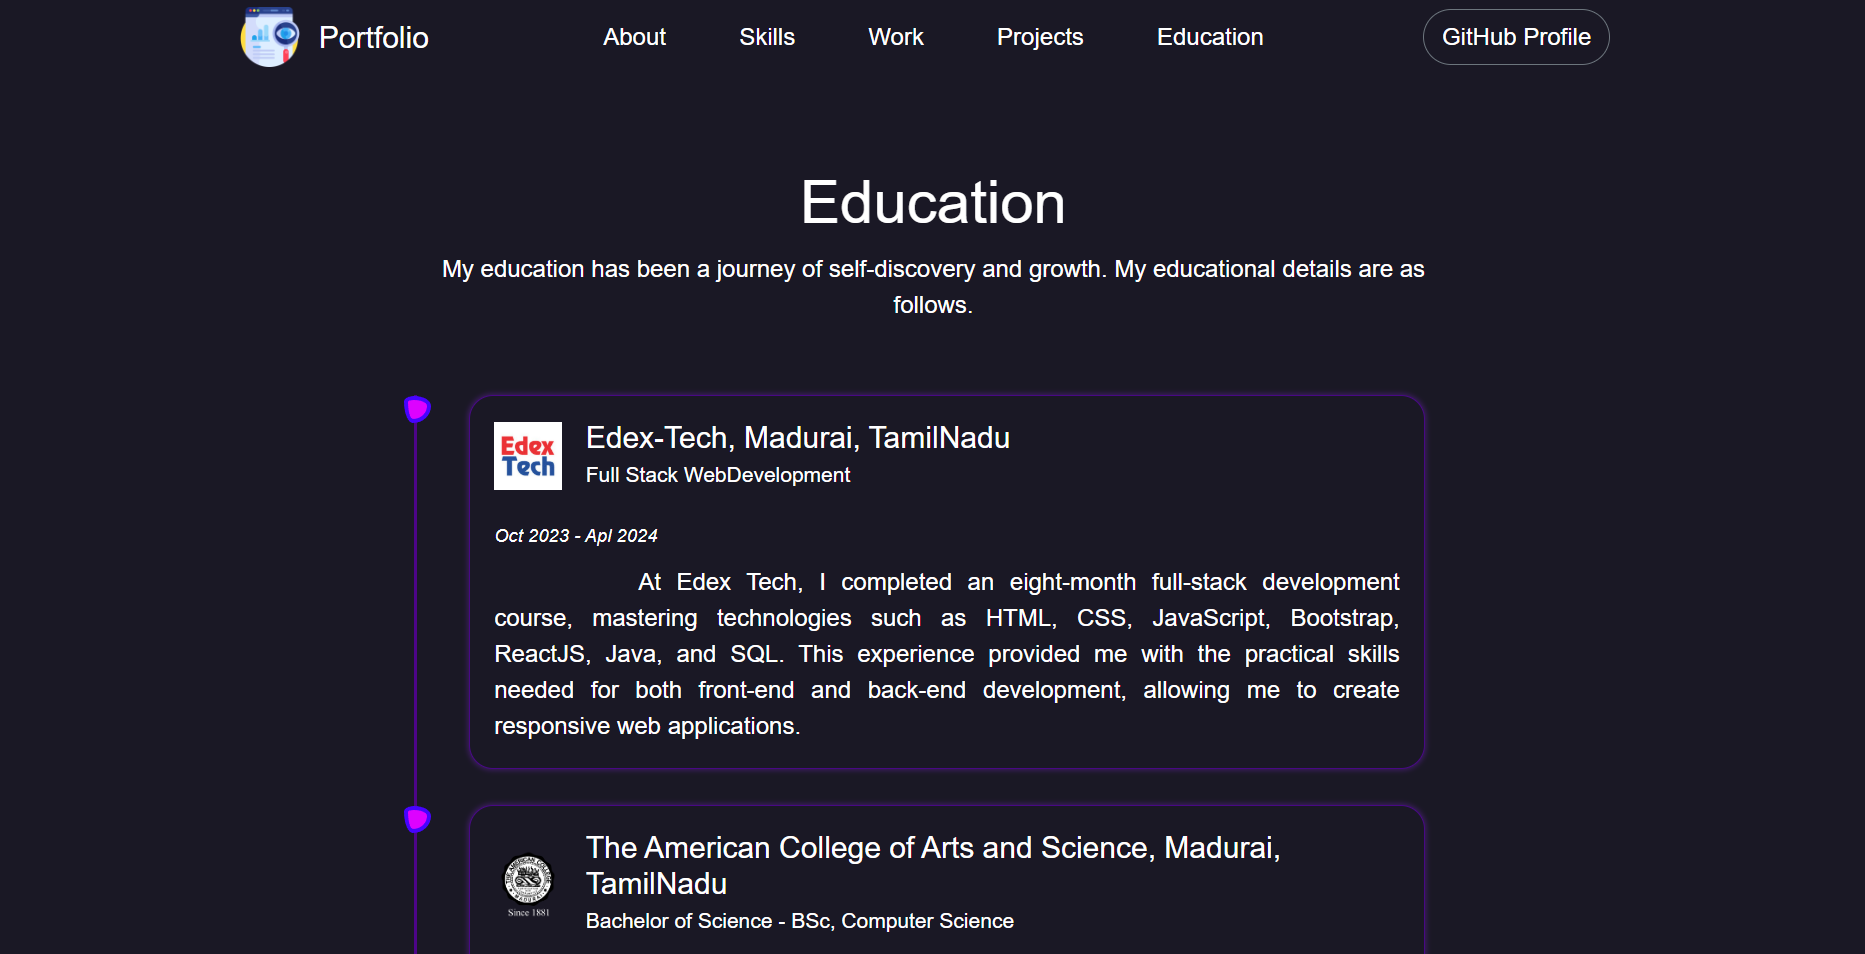 Portfolio
About
Skills
Work
Projects
Education
GitHub Profile
Education
My education has been a journey of self-discovery and growth. My educational details are as
follows.
Edex
Tech
Edex-Tech, Madurai, TamilNadu
Full Stack WebDevelopment
Oct 2023 - Apl 2024
At Edex Tech, I completed an eight-month full-stack development
course, mastering technologies such as HTML, CSS, JavaScript, Bootstrap,
ReactJS, Java, and SQL. This experience provided me with the practical skills
needed for both front-end and back-end development, allowing me to create
responsive web applications.
THE AMERICAN COLLEGE
MADURAI
Since 1881
The American College of Arts and Science, Madurai,
TamilNadu
Bachelor of Science - BSc, Computer Science